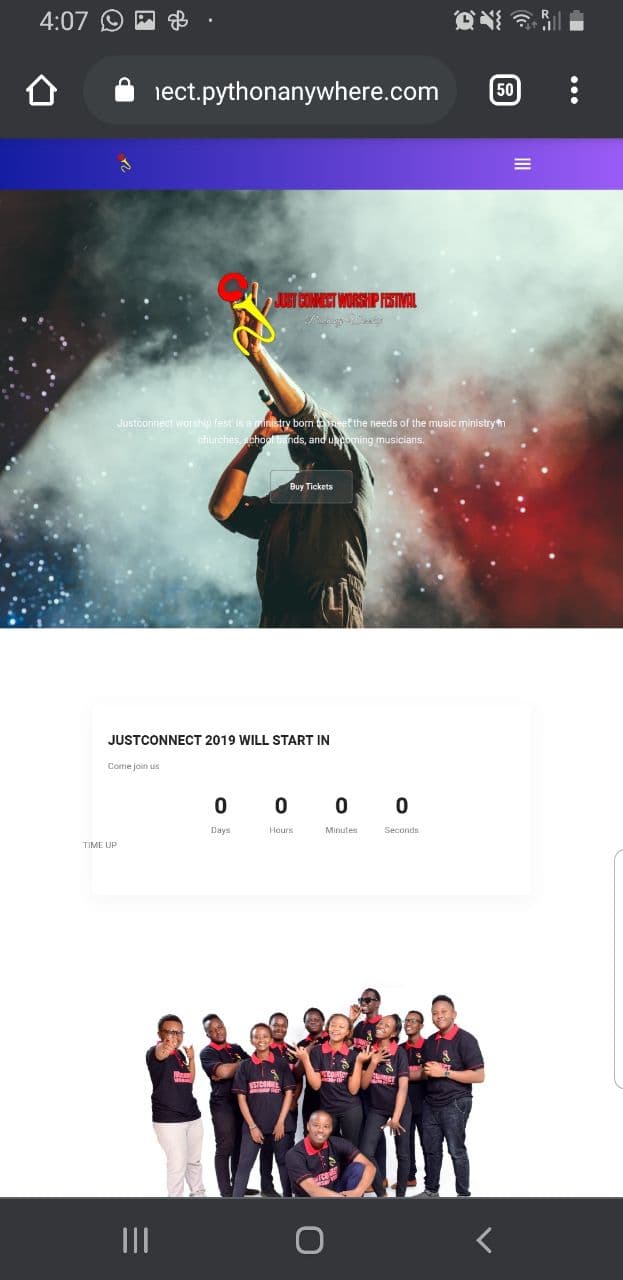 4:07
R
nect.pythonanywhere.com
50
JUST CONNECT WORSHIP FESTIVAL
Justconnect worship fest' is a ministry born to meet the needs of the music ministry in
churches, school bands, and upcoming musicians.
Buy Tickets
JUSTCONNECT 2019 WILL START IN
Come join us
0 0 0 0
Days Hours Minutes Seconds
TIME UP